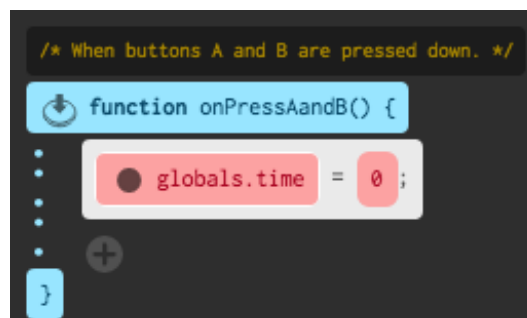 /* When buttons A and B are pressed down. */
function onPressAandB() {
globals.time = 0;
}